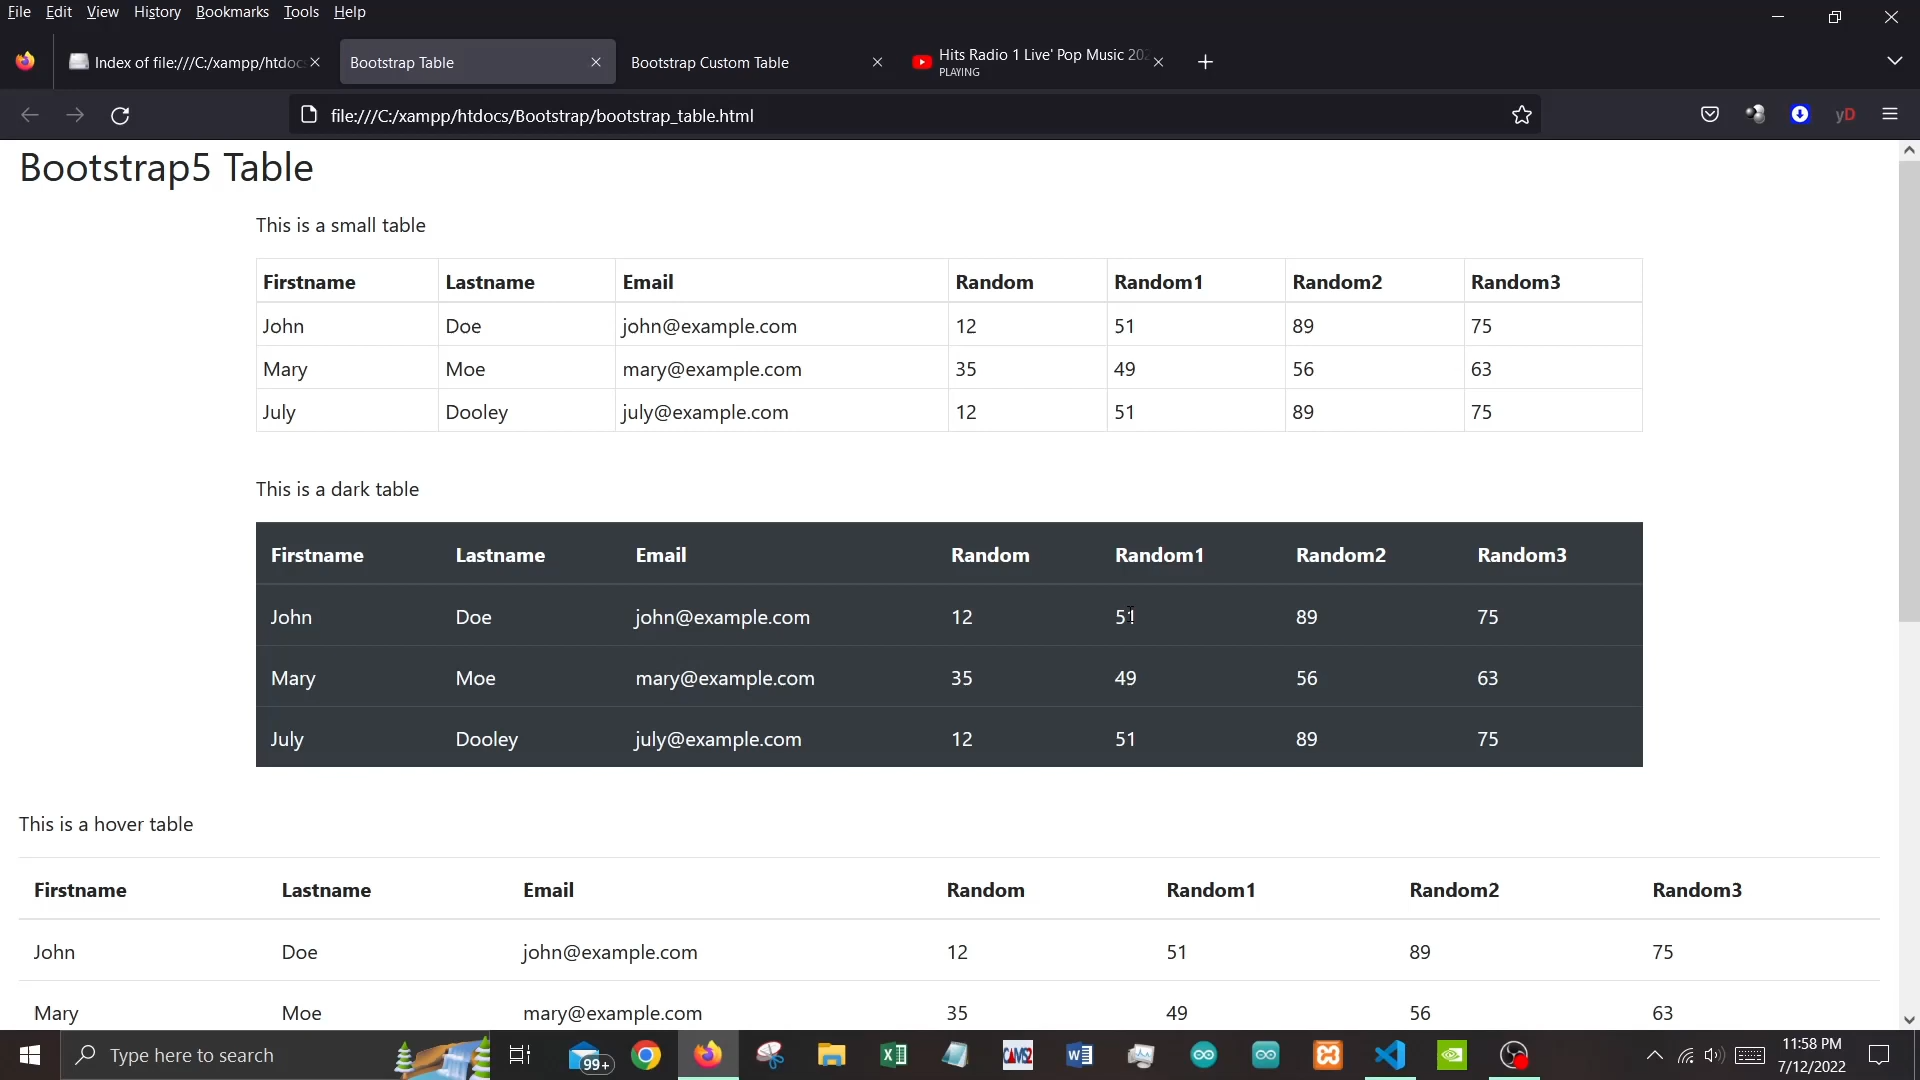 File Edit View History Bookmarks Tools Help
Index of file:///C:/xampp/htdoc
Bootstrap Table
Bootstrap Custom Table
Hits Radio 1 Live' Pop Music 202
PLAYING
file:///C:/xampp/htdocs/Bootstrap/bootstrap_table.html
yD
Bootstrap5 Table
This is a small table
Firstname Lastname Email Random Random1 Random2 Random3
John Doe john@example.com 12 51 89 75
Mary Moe mary@example.com 35 49 56 63
July Dooley july@example.com 12 51 89 75
This is a dark table
Firstname Lastname Email Random Random1 Random2 Random3
John Doe john@example.com 12 51 89 75
Mary Moe mary@example.com 35 49 56 63
July Dooley july@example.com 12 51 89 75
This is a hover table
Firstname Lastname Email Random Random1 Random2 Random3
John Doe john@example.com 12 51 89 75
Mary Moe mary@example.com 35 49 56 63
Type here to search
99+
CAMS2
11:58 PM
7/12/2022